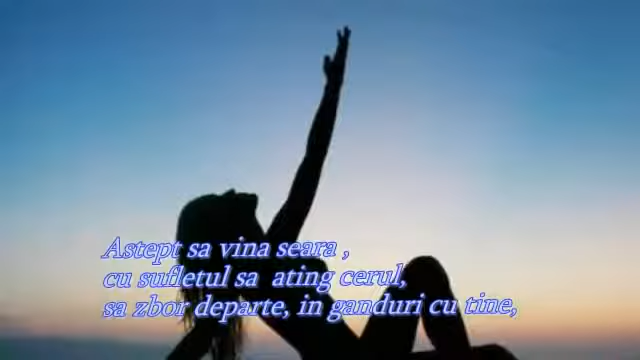 Astept sa vina seara ,
cu sufletul sa ating cerul,
sa zbor departe, in ganduri cu tine,